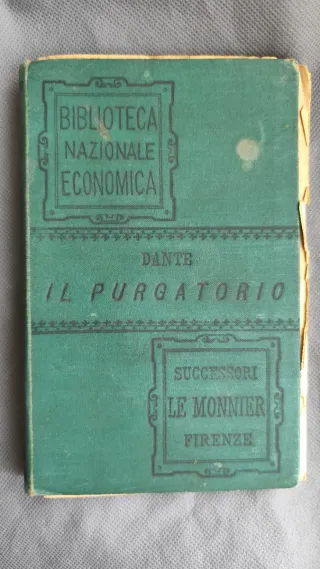 BIBLIOTECA
NAZIONALE
ECONOMICA
DANTE
IL PURGATORIO
SUCCESSORI
LE MONNIER
FIRENZE